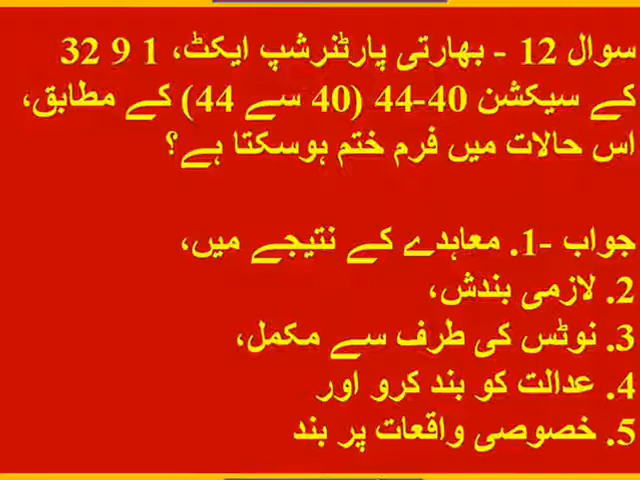 سوال 12 - بھارتی پارٹنرشپ ایکٹ، 1 9 32
کے سیکشن 40-44 (40 سے 44) کے مطابق،
اس حالات میں فرم ختم ہوسکتا ہے؟
جواب -1. معاہدے کے نتیجے میں،
2. لازمی بندش،
3. نوٹس کی طرف سے مکمل،
4. عدالت کو بند کرو اور
5. خصوصی واقعات پر بند